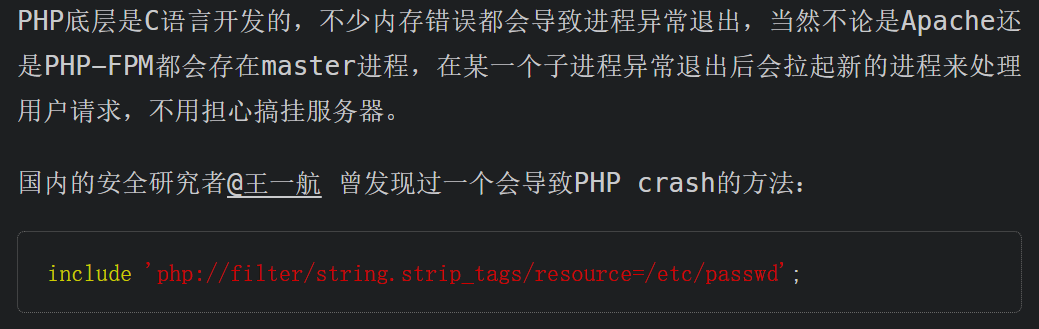 PHP底层是C语言开发的，不少内存错误都会导致进程异常退出，当然不论是Apache还
是PHP-FPM都会存在master进程，在某一个子进程异常退出后会拉起新的进程来处理
用户请求，不用担心搞挂服务器。
国内的安全研究者@王一航 曾发现过一个会导致PHP crash的方法：
include 'php://filter/string.strip_tags/resource=/etc/passwd';